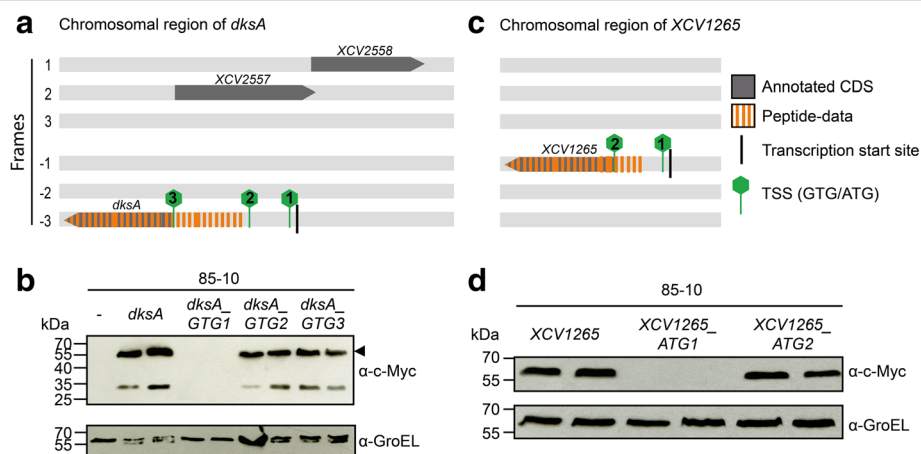 a Chromosomal region of dksA
Frames
1 XCV2558
2 XCV2557
3
-1
-2 3 2 1
-3 dksA
c Chromosomal region of XCV1265
XCV1265 2 1
Annotated CDS
Peptide-data
Transcription start site
TSS (GTG/ATG)
b 85-10
- dksA dksA_ GTG1 dksA_ GTG2 dksA_ GTG3
kDa
70
55
40
35
25
α-c-Myc
70
55
α-GroEL
d 85-10
kDa XCV1265 XCV1265_ ATG1 XCV1265_ ATG2
70
55
α-c-Myc
70
55
α-GroEL